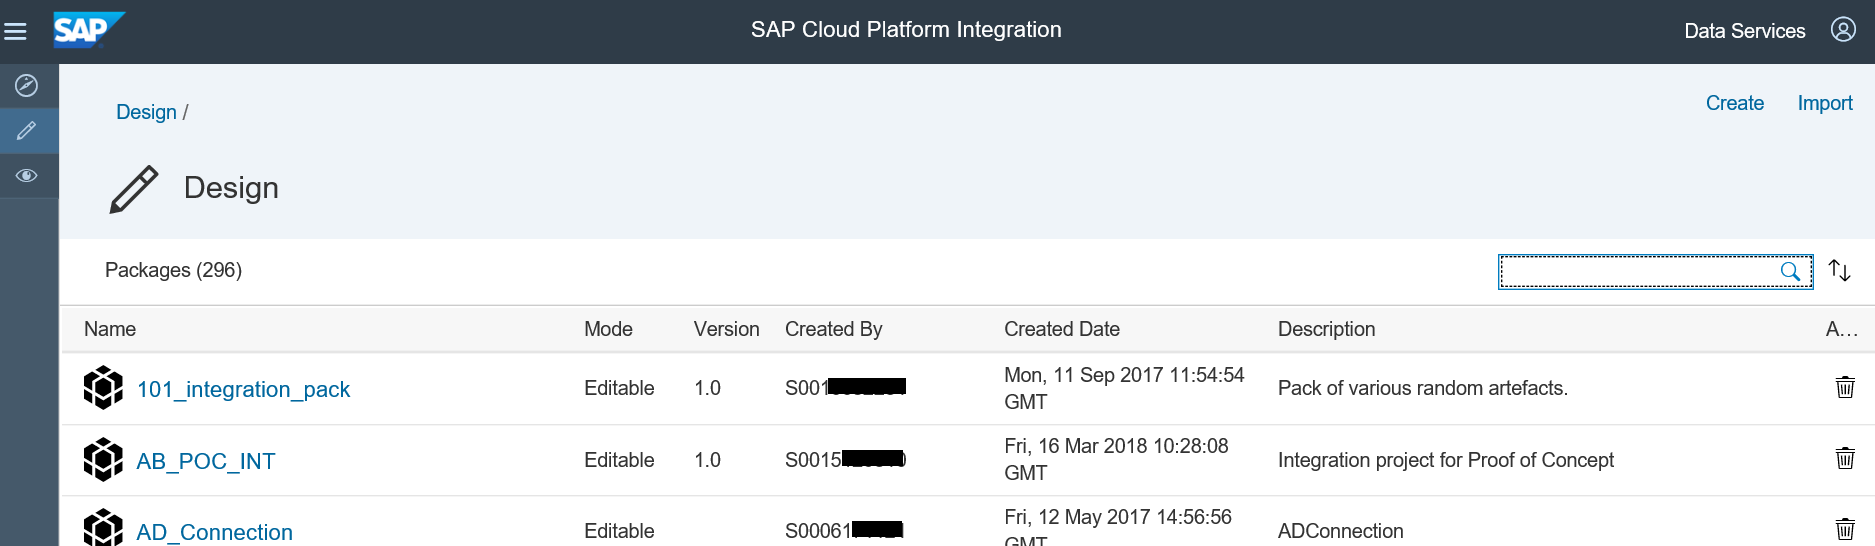 SAP
SAP Cloud Platform Integration
Data Services
Design /
Create
Import
Design
Packages (296)
Name
Mode
Version
Created By
Created Date
Description
A...
101_integration_pack
Editable
1.0
S001
Mon, 11 Sep 2017 11:54:54
GMT
Pack of various random artefacts.
AB_POC_INT
Editable
1.0
S0015
Fri, 16 Mar 2018 10:28:08
GMT
Integration project for Proof of Concept
AD_Connection
Editable
S00061
Fri, 12 May 2017 14:56:56
GMT
ADConnection